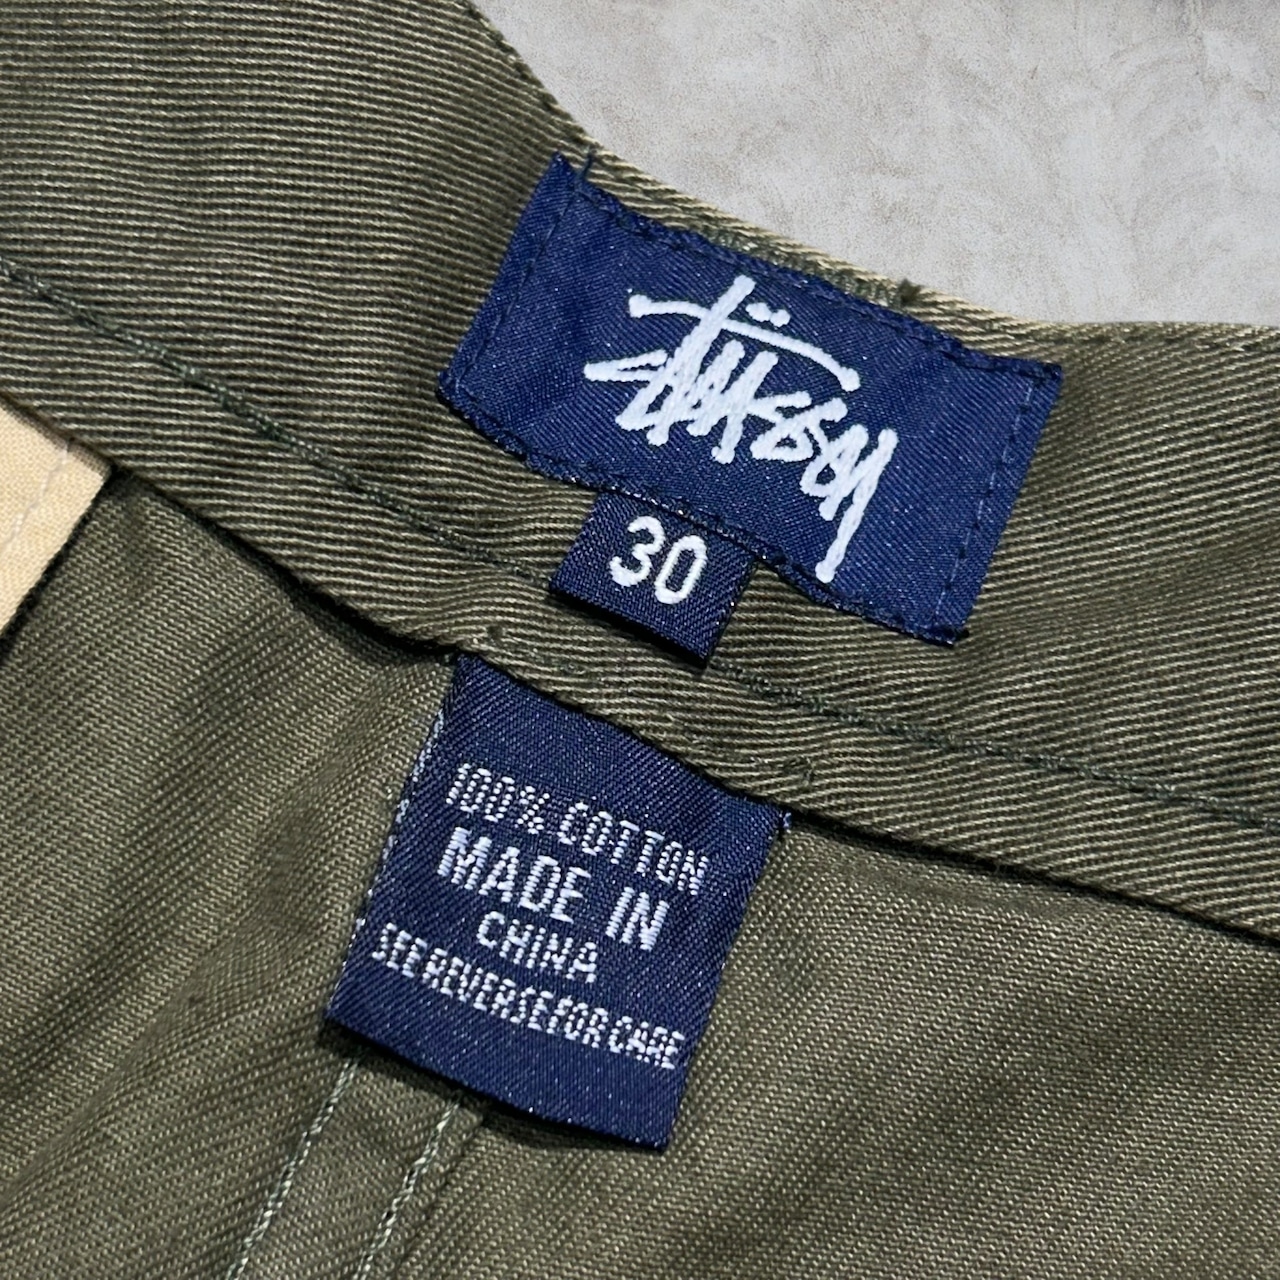 Stüssy
30
100% COTTON
MADE IN
CHINA
SEE REVERSE FOR CARE